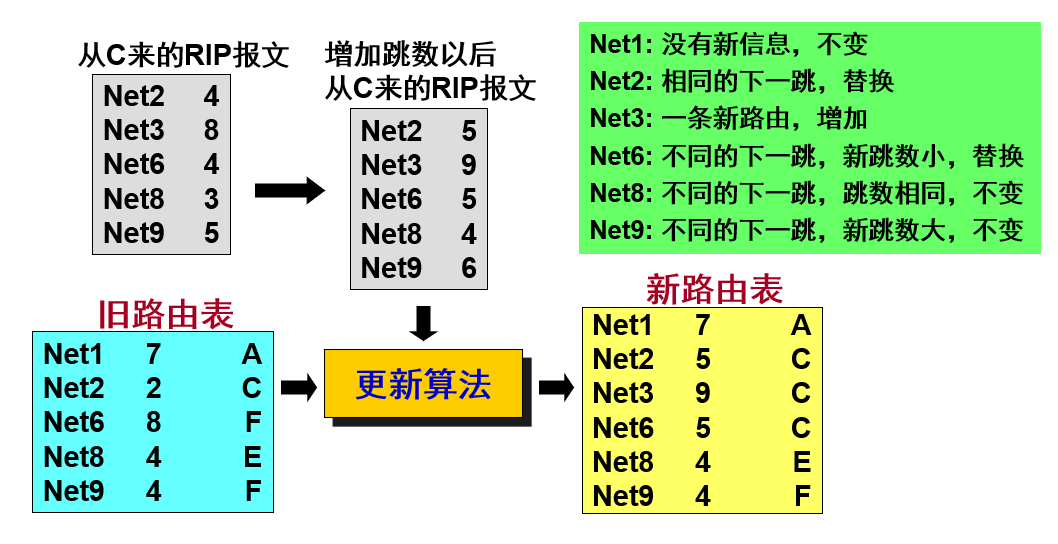 从C来的RIP报文
Net2 4
Net3 8
Net6 4
Net8 3
Net9 5
增加跳数以后
从C来的RIP报文
Net2 5
Net3 9
Net6 5
Net8 4
Net9 6
Net1: 没有新信息，不变
Net2: 相同的下一跳，替换
Net3: 一条新路由，增加
Net6: 不同的下一跳，新跳数小，替换
Net8: 不同的下一跳，跳数相同，不变
Net9: 不同的下一跳，新跳数大，不变
旧路由表
Net1 7 A
Net2 2 C
Net6 8 F
Net8 4 E
Net9 4 F
更新算法
新路由表
Net1 7 A
Net2 5 C
Net3 9 C
Net6 5 C
Net8 4 E
Net9 4 F